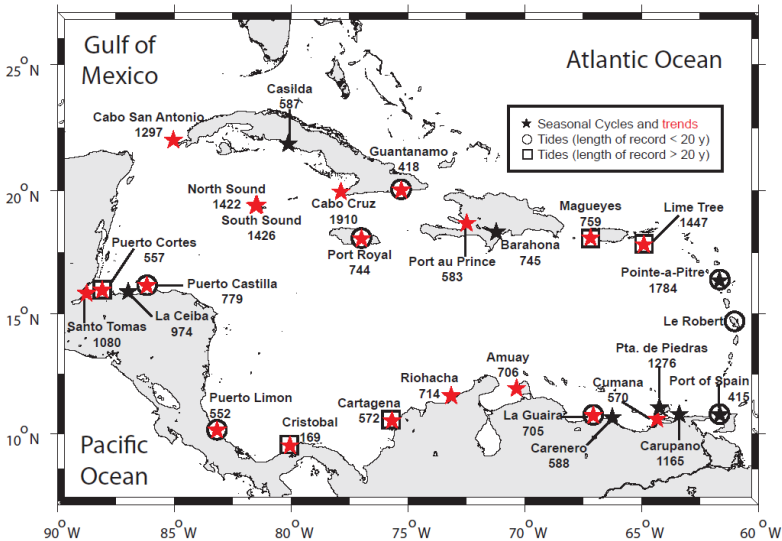 Gulf of
Mexico
Atlantic Ocean
25° N
20° N
15° N
10° N
Seasonal Cycles and trends
Tides (length of record < 20 y)
Tides (length of record > 20 y)
Casilda
587
Cabo San Antonio
1297
Guantanamo
418
North Sound
1422
South Sound
1426
Cabo Cruz
1910
Port Royal
744
Port au Prince
583
Barahona
745
Magueyes
759
Lime Tree
1447
Pointe-a-Pitre
1784
Le Robert
Puerto Cortes
557
Puerto Castilla
779
La Ceiba
974
Santo Tomas
1080
Puerto Limon
552
Cristobal
169
Cartagena
572
Riohacha
714
Amuay
706
La Guaira
705
Carenero
588
Cumana
570
Pta. de Piedras
1276
Port of Spain
415
Carupano
1165
Pacific
Ocean
90° W
85° W
80° W
75° W
70° W
65° W
60° W